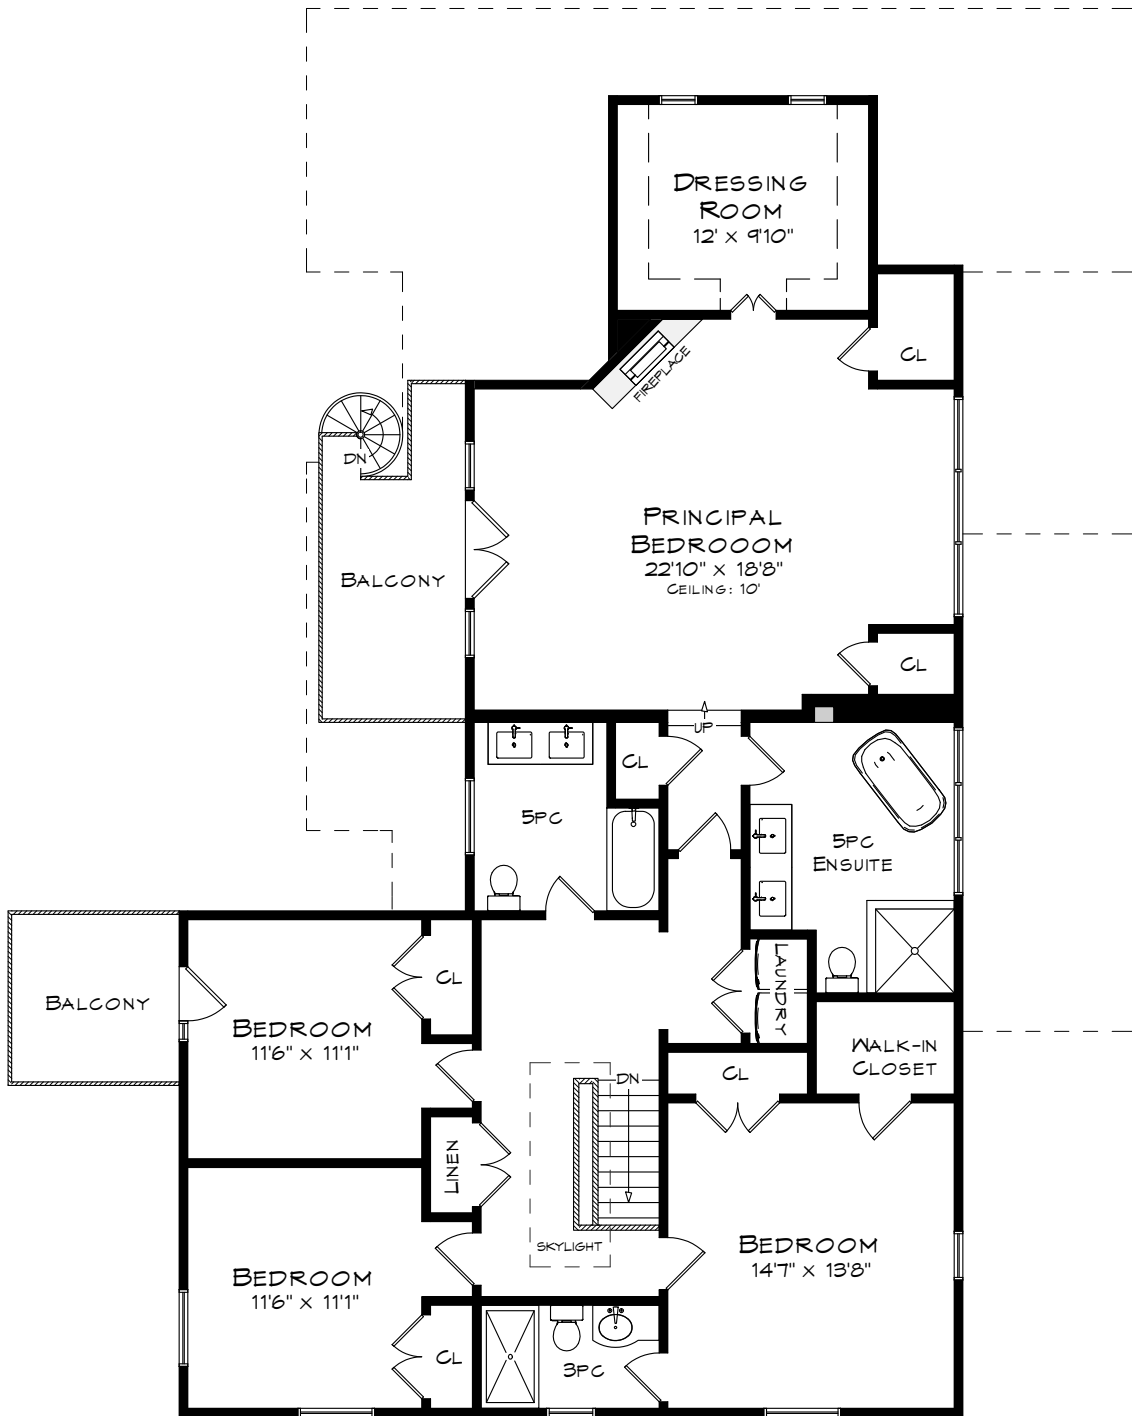 DRESSING
ROOM
12' x 9'10"
CL
FIREPLACE
DN
PRINCIPAL
BEDROOOM
22'10" x 18'8"
CEILING: 10'
BALCONY
CL
UP
CL
5PC
5PC
ENSUITE
LAUNDRY
BALCONY
CL
BEDROOM
11'6" x 11'1"
WALK-IN
CLOSET
CL
DN
LINEN
SKYLIGHT
BEDROOM
14'7" x 13'8"
BEDROOM
11'6" x 11'1"
CL
3PC